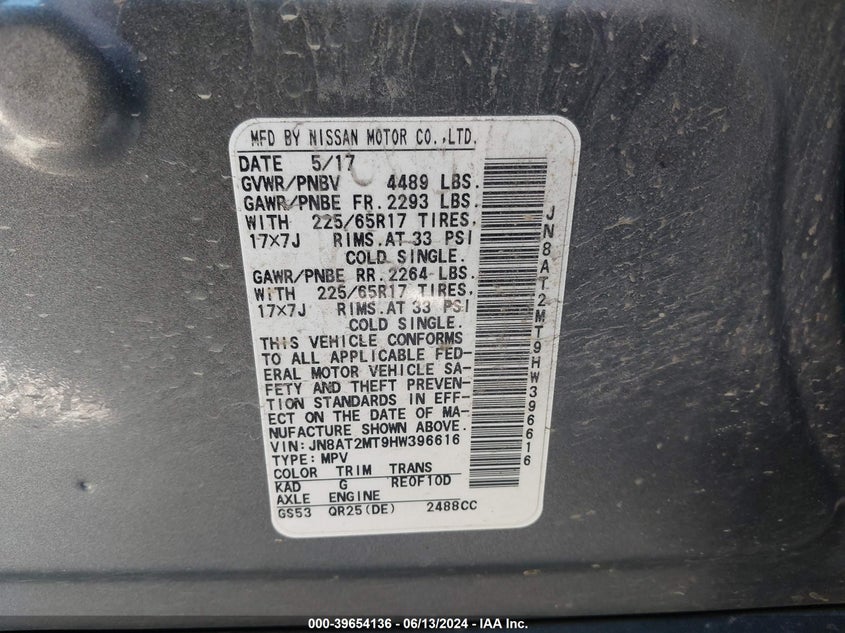 MFD BY NISSAN MOTOR CO.,LTD.
DATE 5/17
GVWR/PNBV 4489 LBS.
GAWR/PNBE FR. 2293 LBS.
WITH 225/65R17 TIRES.
17×7J RIMS.AT 33 PSI
COLD SINGLE.
GAWR/PNBE RR. 2264 LBS.
WITH 225/65R17 TIRES.
17×7J RIMS.AT 33 PSI
COLD SINGLE.
THIS VEHICLE CONFORMS
TO ALL APPLICABLE FED-
ERAL MOTOR VEHICLE SA-
FETY AND THEFT PREVEN-
TION STANDARDS IN EFF-
ECT ON THE DATE OF MA-
NUFACTURE SHOWN ABOVE.
VIN:JN8AT2MT9HW396616
TYPE:MPV
COLOR TRIM TRANS
KAD G RE0F10D
AXLE ENGINE
GS53 QR25(DE) 2488CC
JN8AT2MT9HW396616
000-39654136 - 06/13/2024 - IAA Inc.